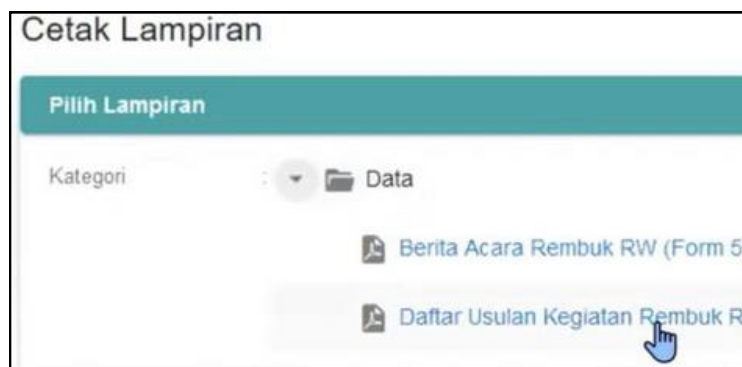 Cetak Lampiran
Pilih Lampiran
Kategori : Data
Berita Acara Rembuk RW (Form 5
Daftar Usulan Kegiatan Rembuk R